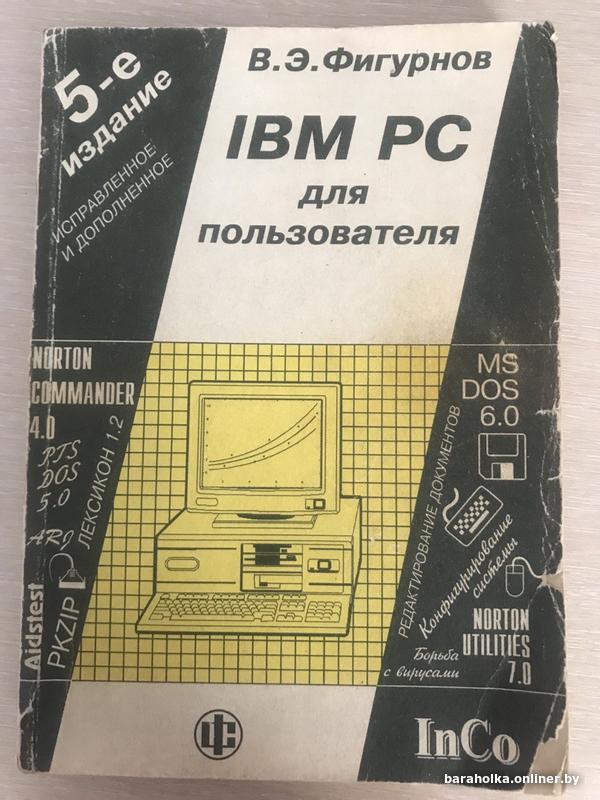 5-е
издание
ИСПРАВЛЕННОЕ
И ДОПОЛНЕННОЕ
В.Э.Фигурнов
IBM PC
для
пользователя
NORTON
COMMANDER
4.0
PTS
DOS
5.0
ЛЕКСИКОН 1.2
ARJ
PKZIP
Aidstest
MS
DOS
6.0
РЕДАКТИРОВАНИЕ ДОКУМЕНТОВ
Конфигурирование
системы
NORTON
UTILITIES
7.0
Борьба
с вирусами
InCo
baraholka.onliner.by